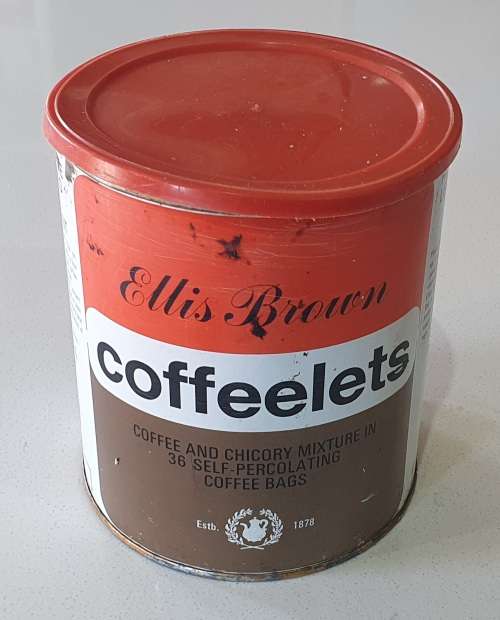 Ellis Brown
coffeelets
COFFEE AND CHICORY MIXTURE IN
36 SELF-PERCOLATING
COFFEE BAGS
Estb. 1878